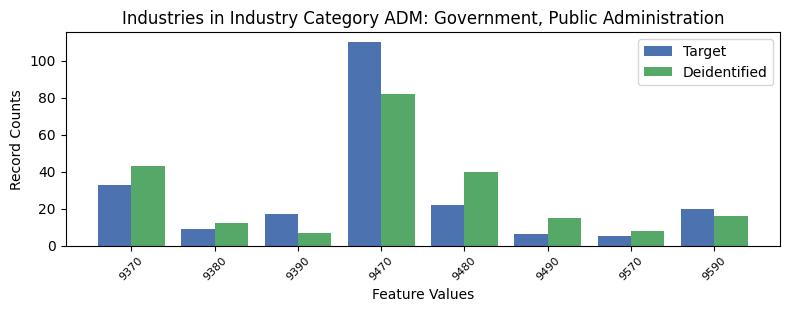 Industries in Industry Category ADM: Government, Public Administration
Target
Deidentified
Record Counts
100
80
60
40
20
0
9370 9380 9390 9470 9480 9490 9570 9590
Feature Values